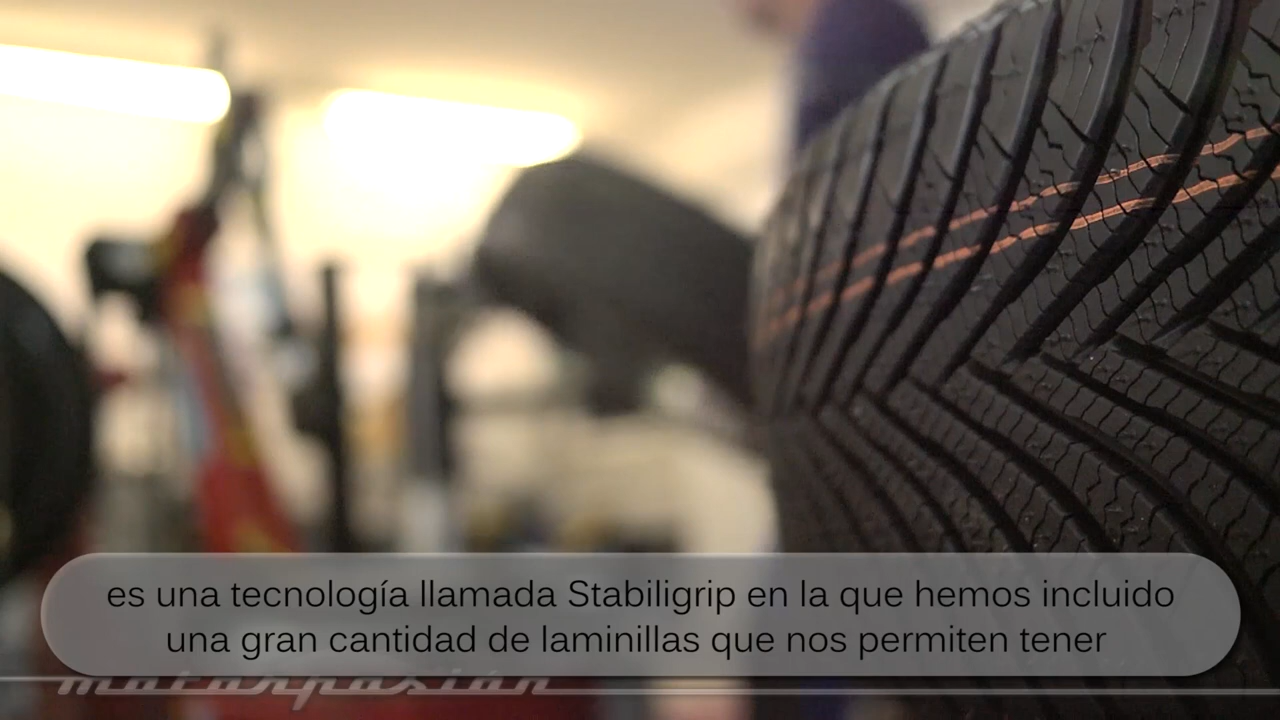 es una tecnología llamada Stabiligrip en la que hemos incluido
una gran cantidad de laminillas que nos permiten tener
motorpasión